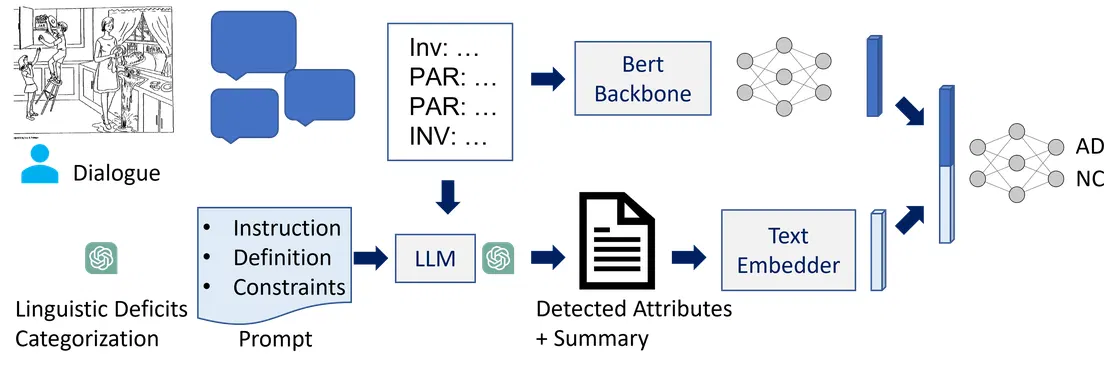 Inv: …
PAR: …
PAR: …
INV: …
Bert
Backbone
AD
NC
Dialogue
• Instruction
• Definition
• Constraints
LLM
Text
Embedder
Linguistic Deficits
Categorization
Prompt
Detected Attributes
+ Summary